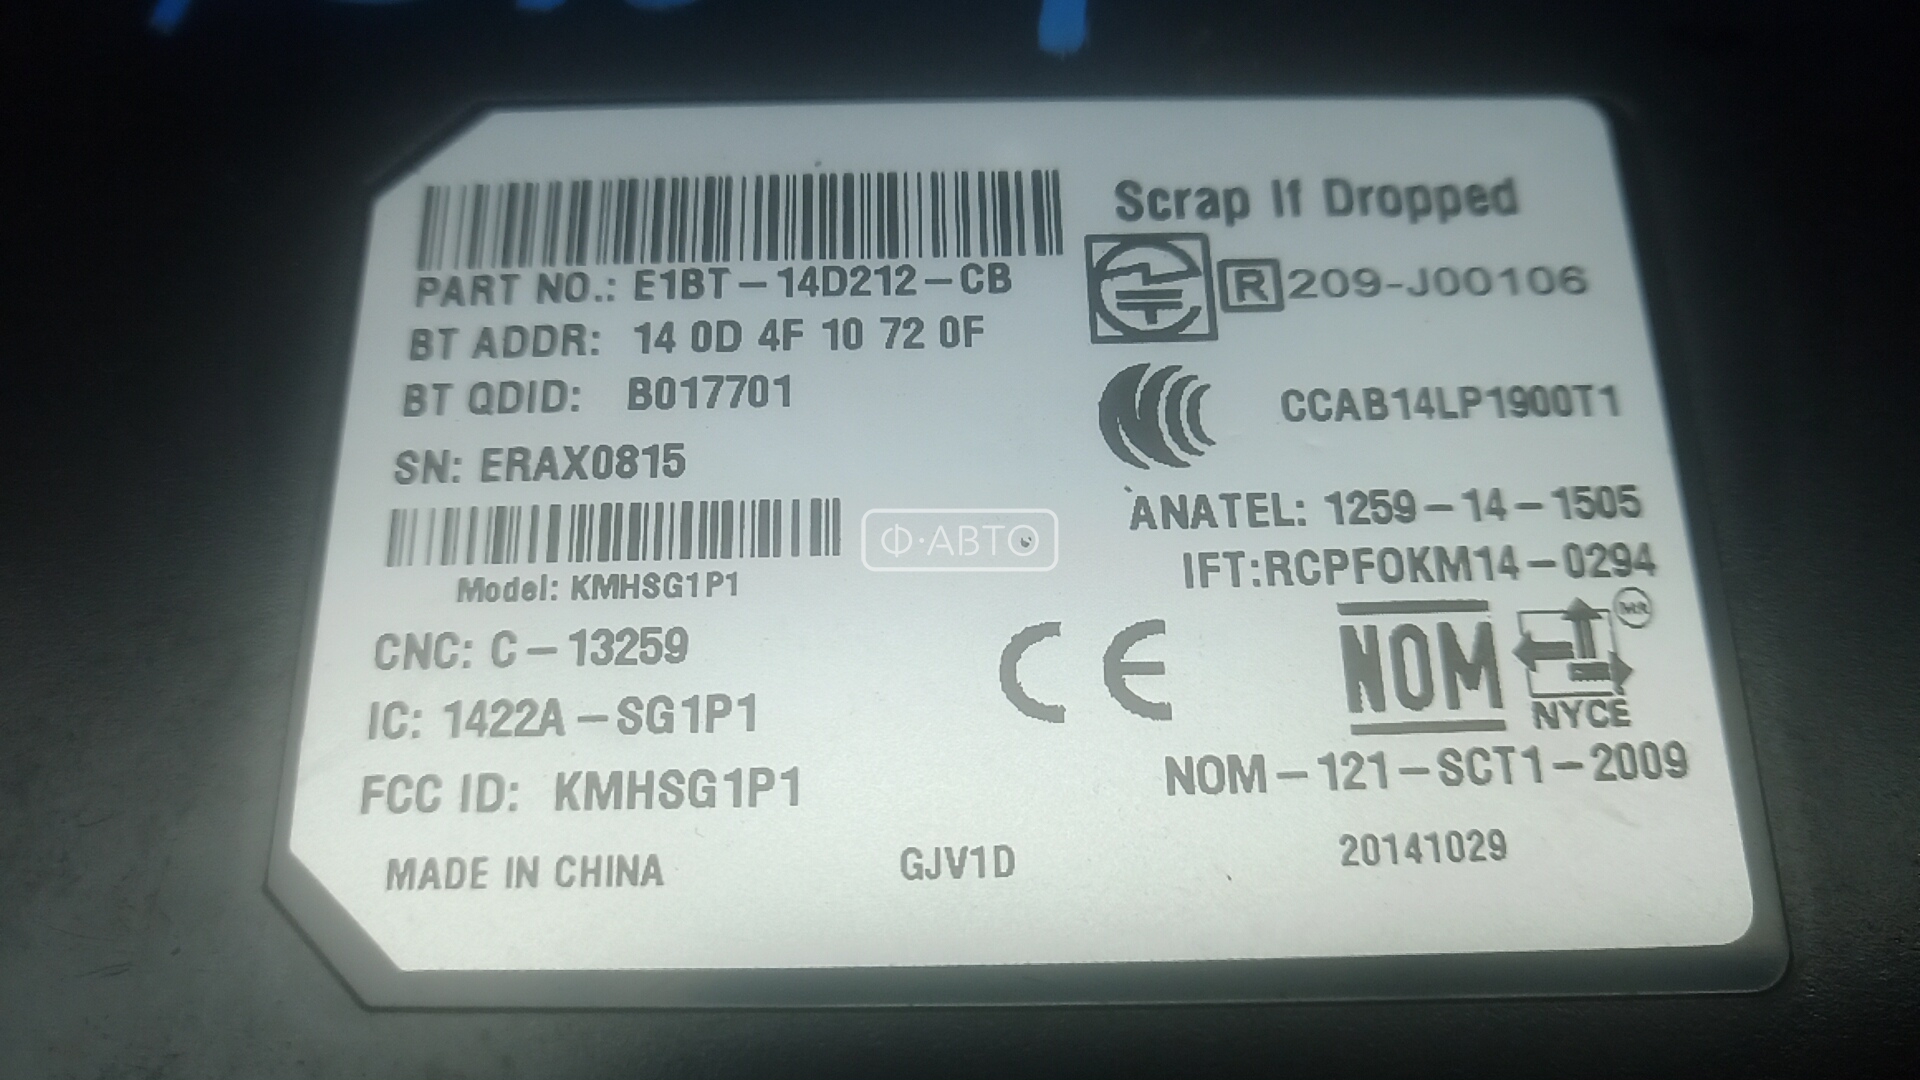 Scrap If Dropped
PART NO.: E1BT-14D212-CB
R 209-J00106
BT ADDR: 14 0D 4F 10 72 0F
BT QDID: B017701
CCAB14LP1900T1
SN: ERAX0815
ANATEL: 1259-14-1505
Ф·АВТО
IFT:RCPFOKM14-0294
Model: KMHSG1P1
MR
CNC: C-13259
CE
NOM
NYCE
IC: 1422A-SG1P1
NOM-121-SCT1-2009
FCC ID: KMHSG1P1
MADE IN CHINA
GJV1D
20141029